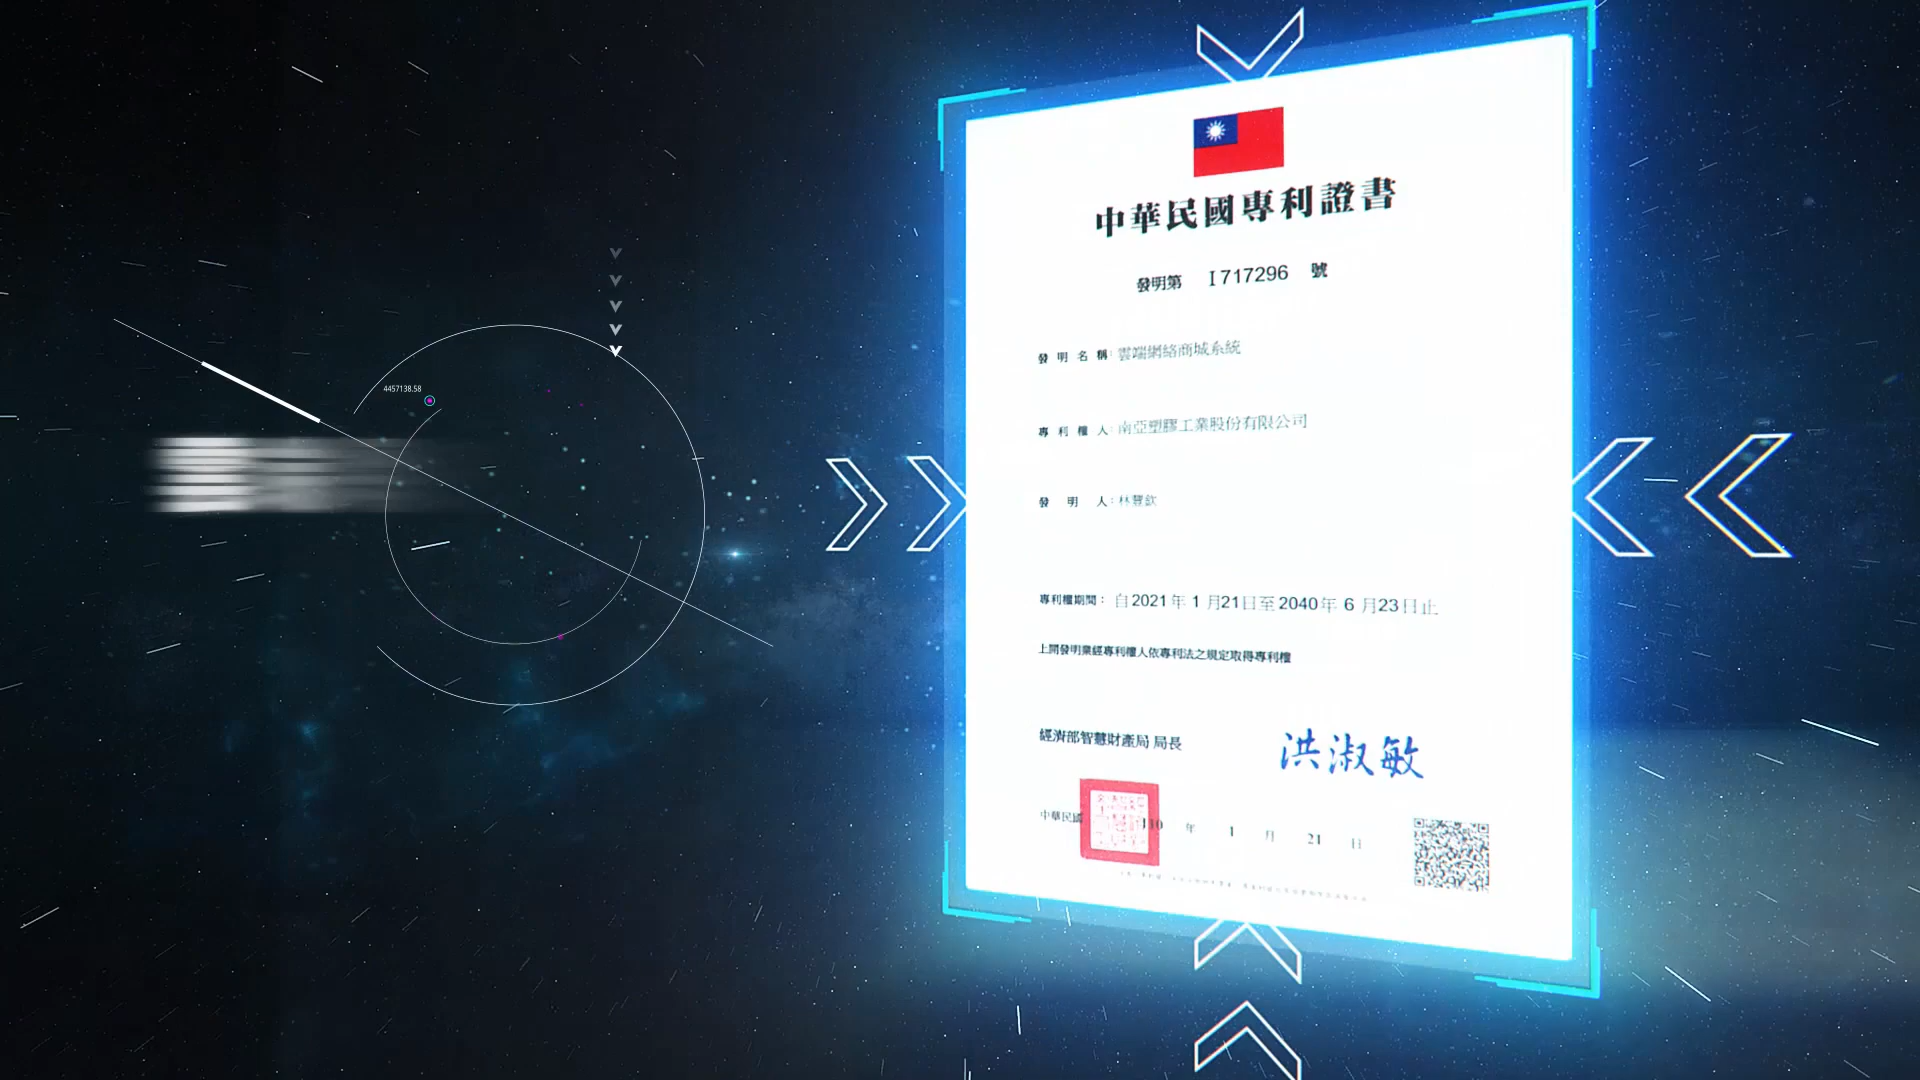 4457138.58
中華民國專利證書
發明第 I717296 號
發明名稱：雲端網絡商城系統
專利權人：南亞塑膠工業股份有限公司
發明人：林豐欽
專利權期間：自2021年1月21日至2040年6月23日止
上開發明業經專利權人依專利法之規定取得專利權
經濟部智慧財產局 局長
洪淑敏
中華民國 110 年 1 月 21 日